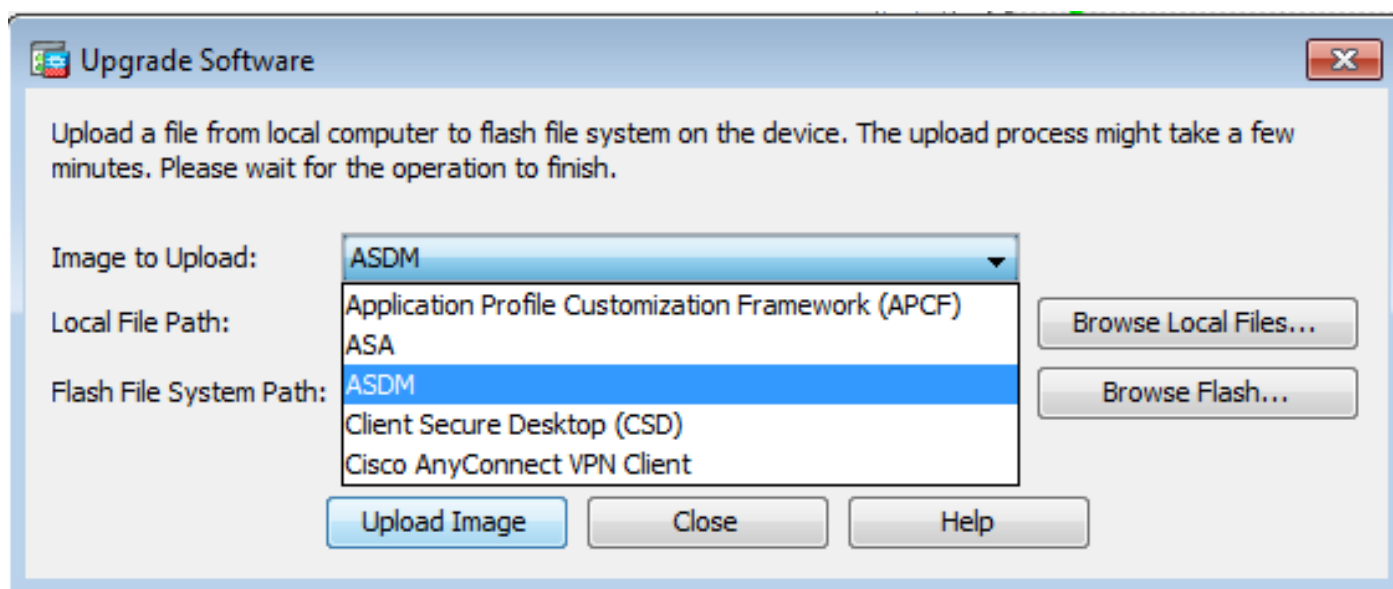 Upgrade Software
Upload a file from local computer to flash file system on the device. The upload process might take a few
minutes. Please wait for the operation to finish.
Image to Upload:
ASDM
Application Profile Customization Framework (APCF)
ASA
ASDM
Client Secure Desktop (CSD)
Cisco AnyConnect VPN Client
Local File Path:
Browse Local Files...
Flash File System Path:
Browse Flash...
Upload Image
Close
Help